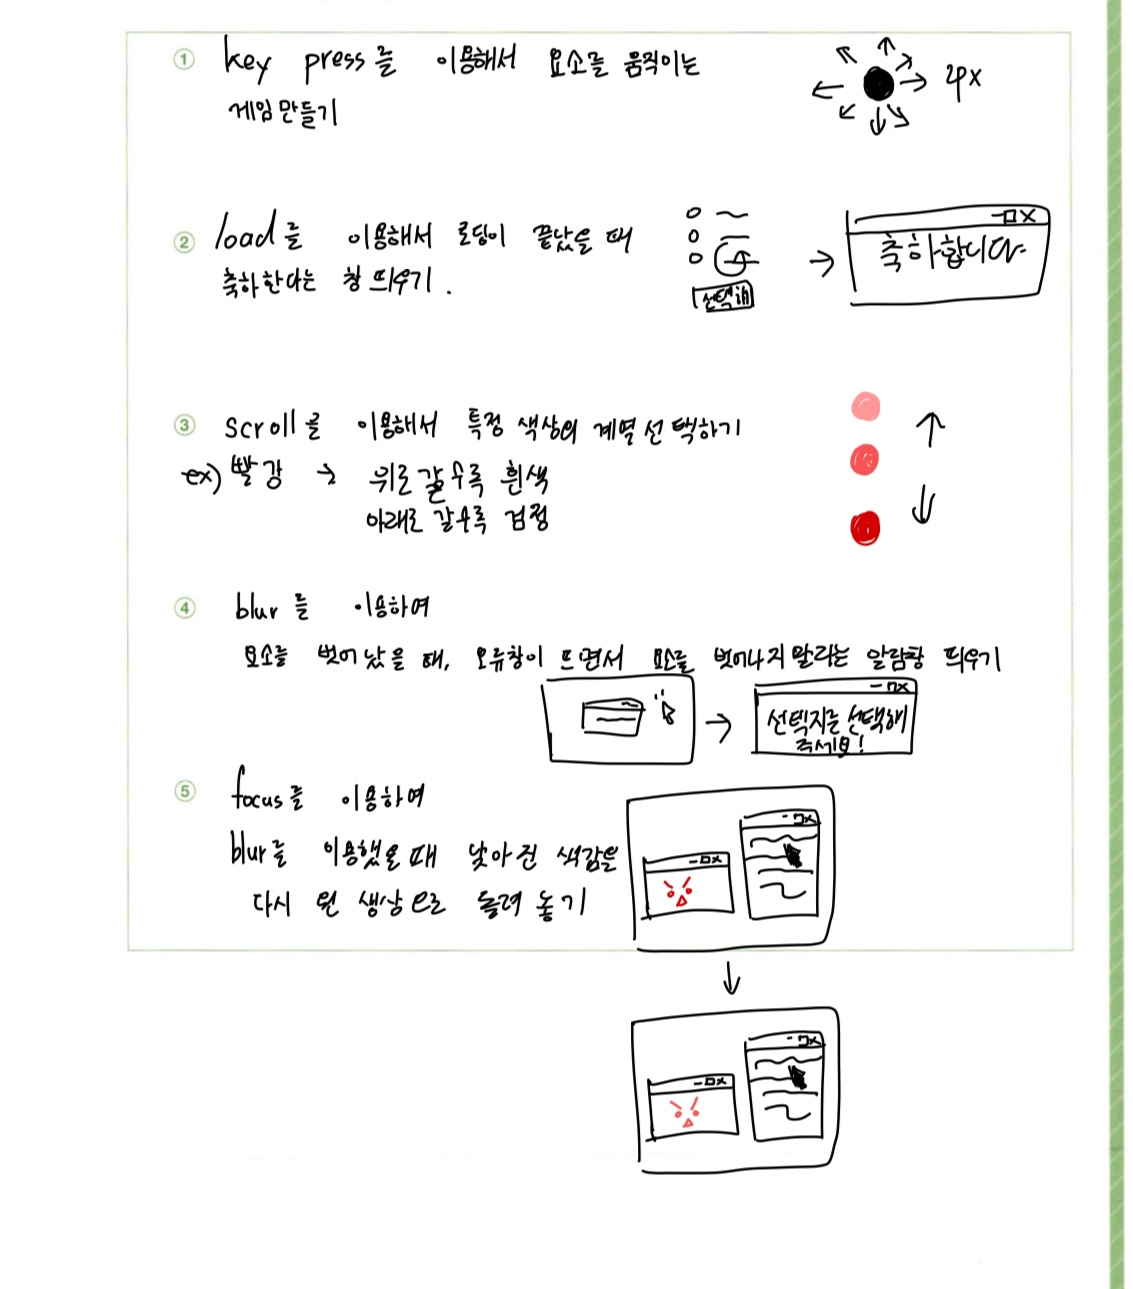 ① key press를 이용해서 요소를 움직이는
게임만들기
2px
② load를 이용해서 로딩이 끝났을 때
축하한다는 창 띄우기.
선택해
축하합니다
③ scroll를 이용해서 특정 색상의 계열 선택하기
ex) 빨강 → 위로 갈수록 흰색
아래로 갈수록 검정
④ blur를 이용하여
요소를 벗어났을 때, 오류창이 뜨면서 요소를 벗어나지 말라는 알람창 띄우기
선택지를 선택해
주세요!
⑤ focus를 이용하여
blur를 이용했을 때 낮아진 색감을
다시 원 생상으로 돌려 놓기